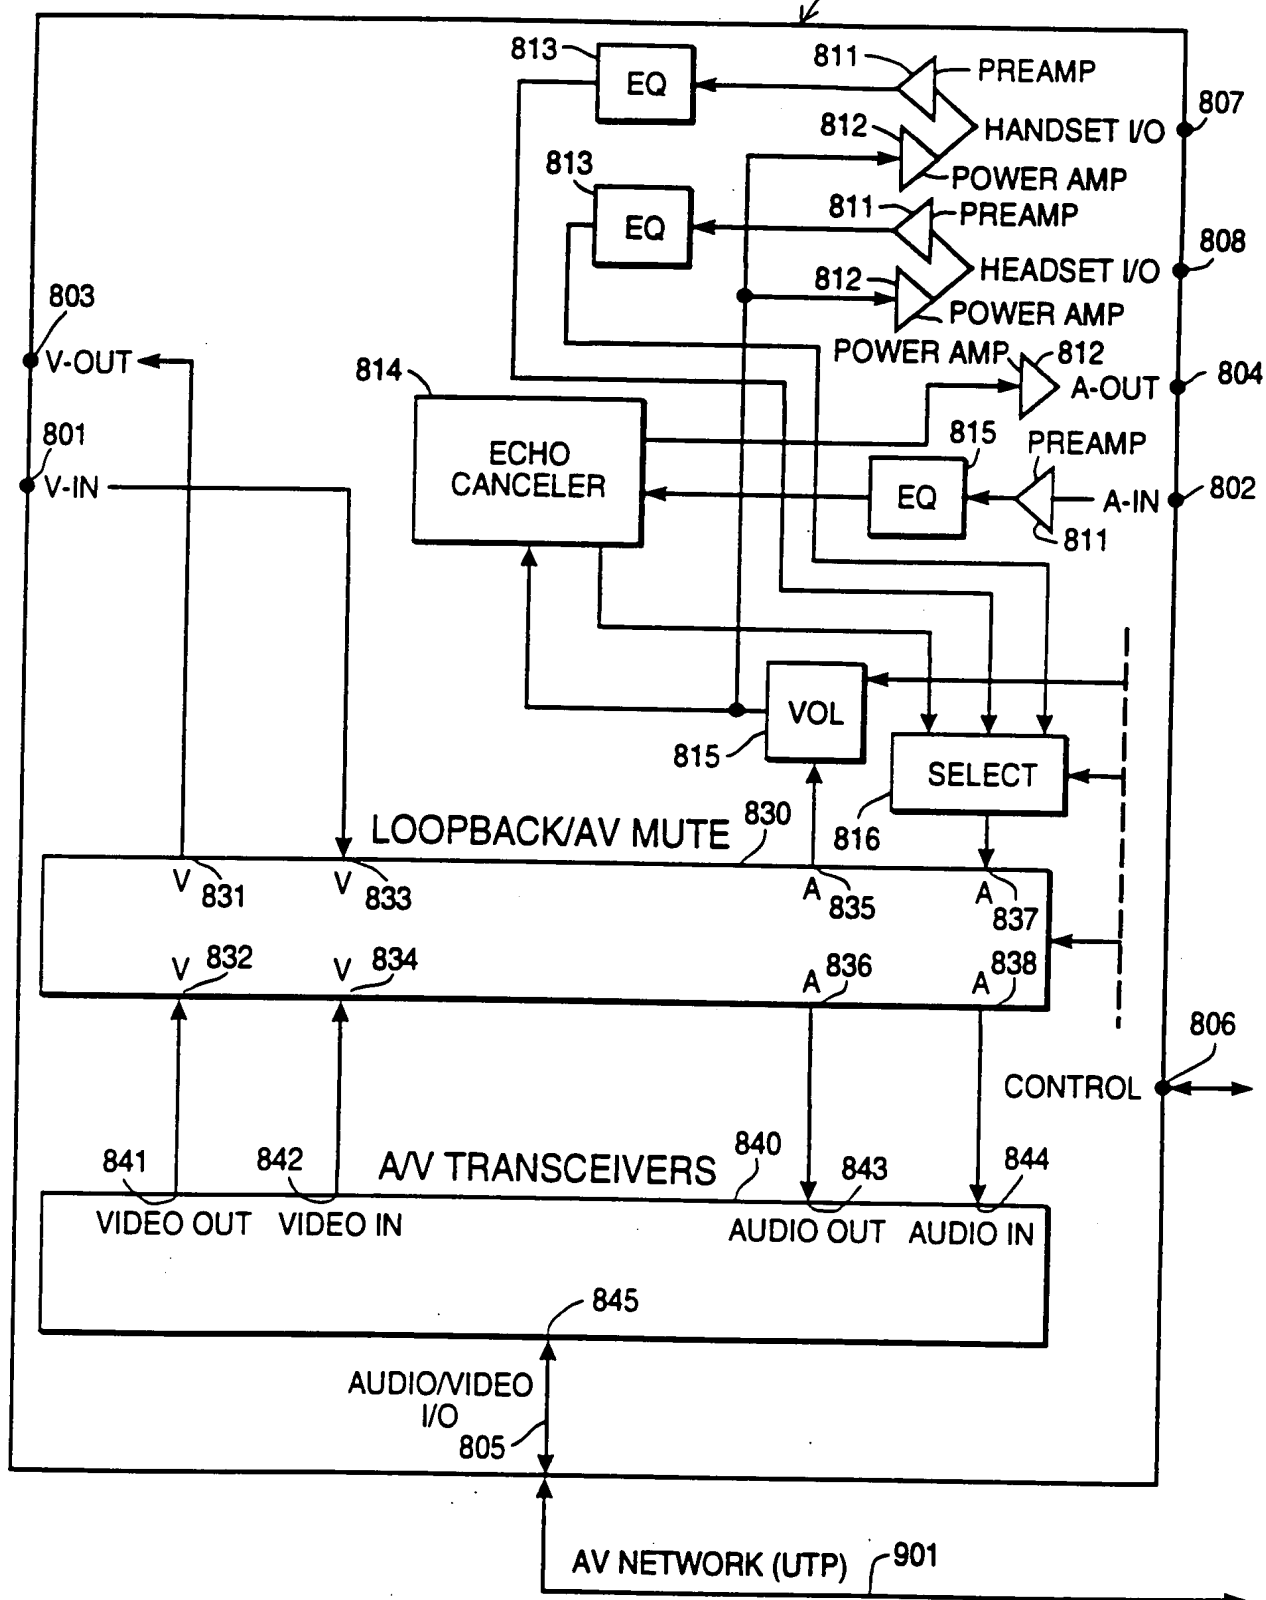 813
EQ
811
PREAMP
807
HANDSET I/O
812
POWER AMP
813
EQ
811
PREAMP
808
HEADSET I/O
812
POWER AMP
803
V-OUT
POWER AMP
812
A-OUT
804
814
ECHO
CANCELER
801
V-IN
815
EQ
PREAMP
811
A-IN
802
VOL
815
SELECT
816
LOOPBACK/AV MUTE
830
V
831
V
833
A
835
A
837
V
832
V
834
A
836
A
838
806
CONTROL
A/V TRANSCEIVERS
840
841
842
843
844
VIDEO OUT
VIDEO IN
AUDIO OUT
AUDIO IN
845
AUDIO/VIDEO
I/O
805
AV NETWORK (UTP)
901